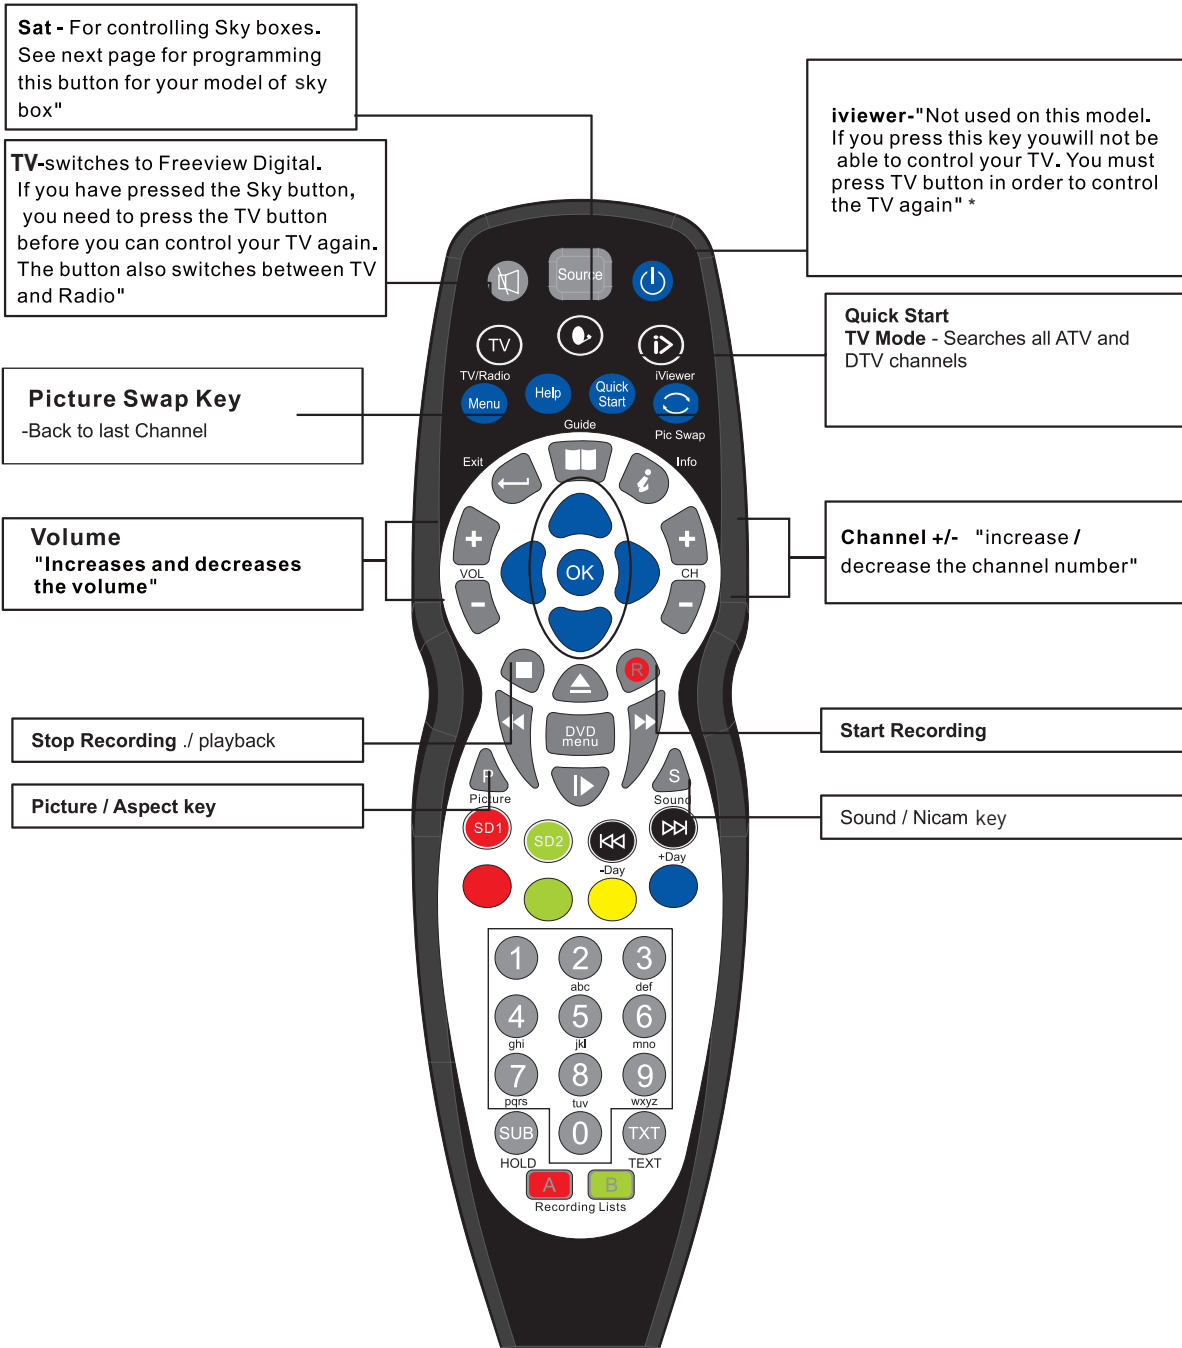 Sat - For controlling Sky boxes.
See next page for programming
this button for your model of sky
box"
TV-switches to Freeview Digital.
If you have pressed the Sky button,
you need to press the TV button
before you can control your TV again.
The button also switches between TV
and Radio"
Picture Swap Key
-Back to last Channel
Volume
"Increases and decreases
the volume"
Stop Recording ./ playback
Picture / Aspect key
iviewer-"Not used on this model.
If you press this key youwill not be
able to control your TV. You must
press TV button in order to control
the TV again" *
Quick Start
TV Mode - Searches all ATV and
DTV channels
Channel +/- "increase /
decrease the channel number"
Start Recording
Sound / Nicam key
Source
TV
i
TV/Radio
iViewer
Menu
Help
Quick
Start
Guide
Pic Swap
Exit
i
Info
+
+
VOL
OK
CH
-
-
R
DVD
menu
P
S
Picture
Sound
SD1
SD2
+Day
-Day
1
2
3
abc
def
4
5
6
ghi
jkl
mno
7
8
9
pqrs
tuv
wxyz
SUB
0
TXT
HOLD
TEXT
A
B
Recording Lists